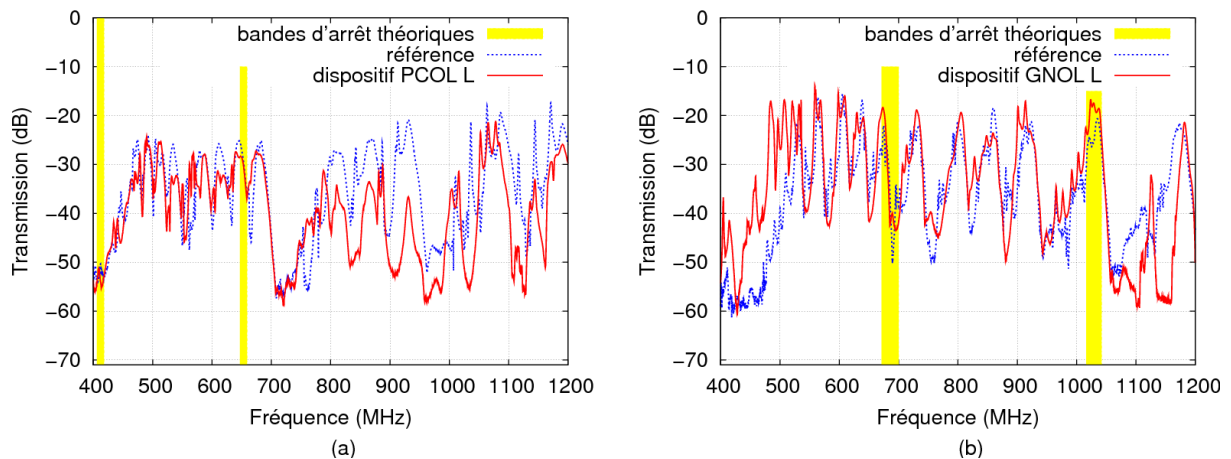 0
−10
−20
−30
−40
−50
−60
−70
Transmission (dB)
bandes d'arrêt théoriques
référence
dispositif PCOL L
400 500 600 700 800 900 1000 1100 1200
Fréquence (MHz)
(a)
0
−10
−20
−30
−40
−50
−60
−70
Transmission (dB)
bandes d'arrêt théoriques
référence
dispositif GNOL L
400 500 600 700 800 900 1000 1100 1200
Fréquence (MHz)
(b)